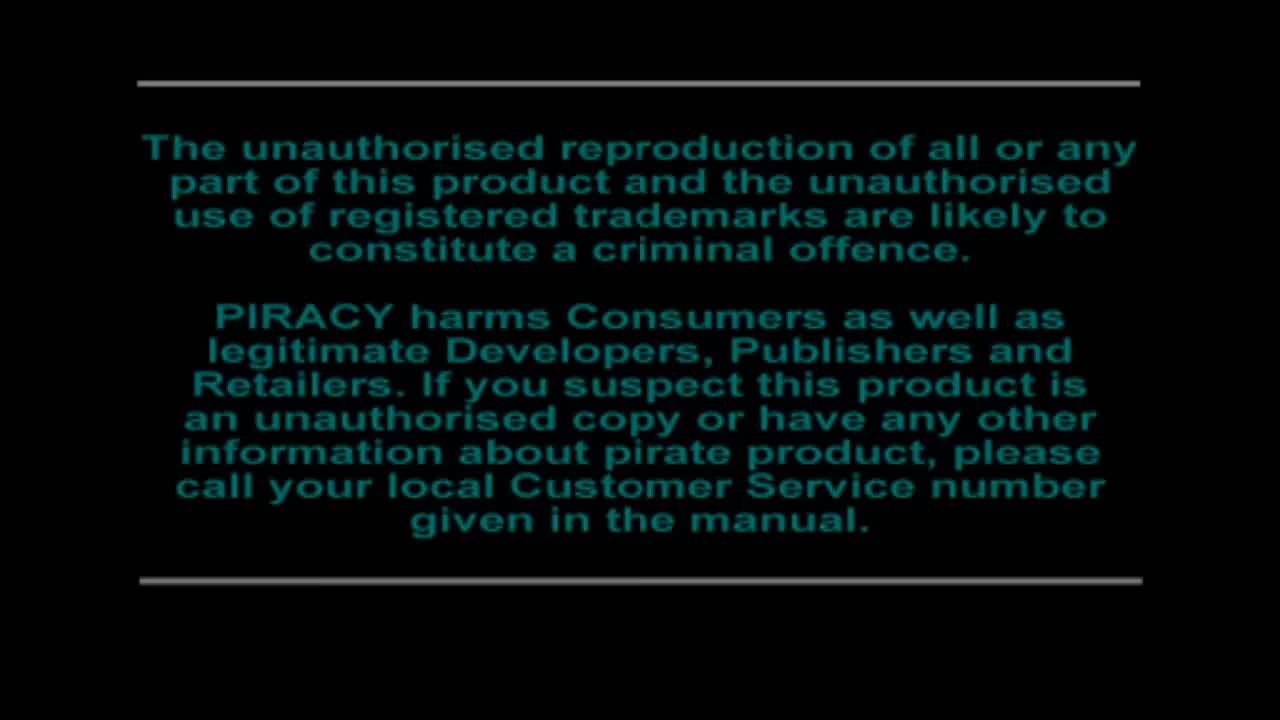 The unauthorised reproduction of all or any
part of this product and the unauthorised
use of registered trademarks are likely to
constitute a criminal offence.
PIRACY harms Consumers as well as
legitimate Developers, Publishers and
Retailers. If you suspect this product is
an unauthorised copy or have any other
information about pirate product, please
call your local Customer Service number
given in the manual.